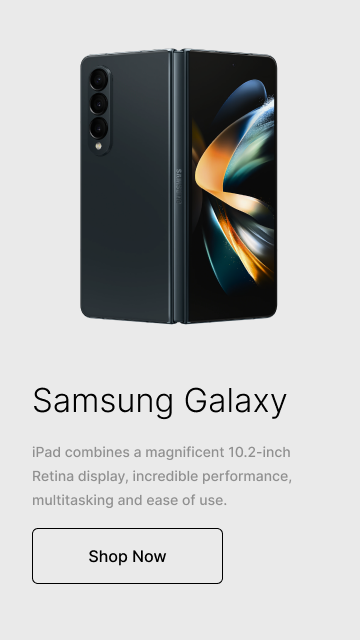 SAMSUNG
Samsung Galaxy
iPad combines a magnificent 10.2-inch
Retina display, incredible performance,
multitasking and ease of use.
Shop Now